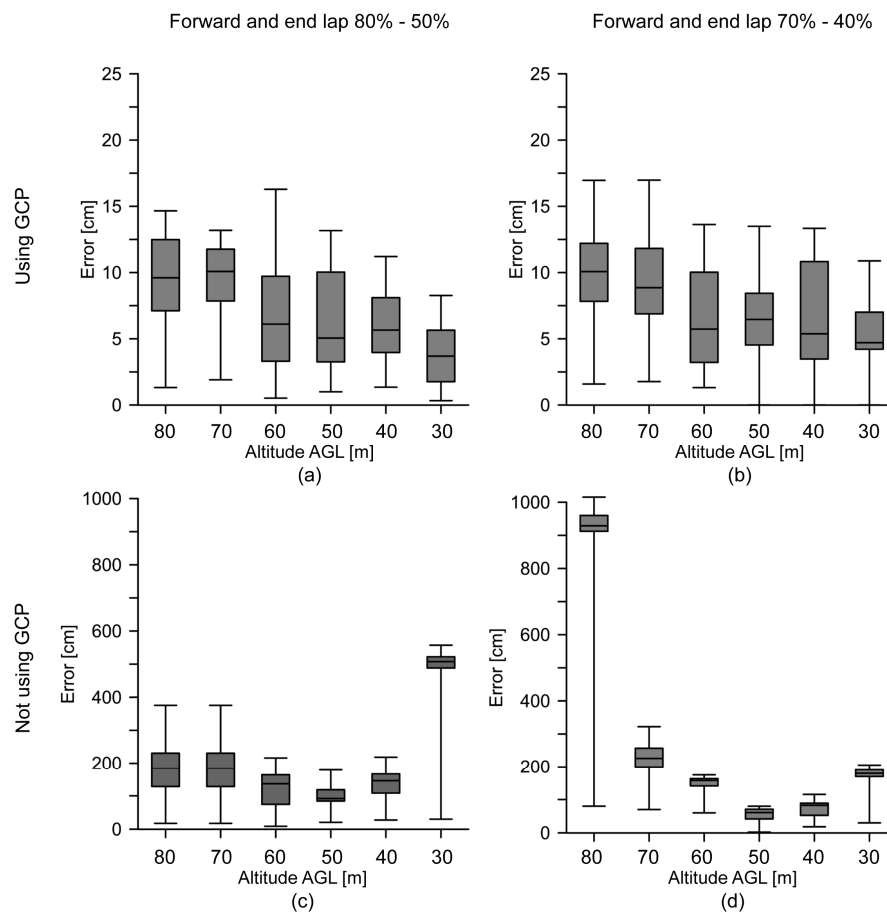 Forward and end lap 80% - 50%
Forward and end lap 70% - 40%
Using GCP
Error [cm]
25
20
15
10
5
0
80 70 60 50 40 30
Altitude AGL [m]
(a)
Error [cm]
25
20
15
10
5
0
80 70 60 50 40 30
Altitude AGL [m]
(b)
Not using GCP
Error [cm]
1000
800
600
400
200
0
80 70 60 50 40 30
Altitude AGL [m]
(c)
Error [cm]
1000
800
600
400
200
0
80 70 60 50 40 30
Altitude AGL [m]
(d)